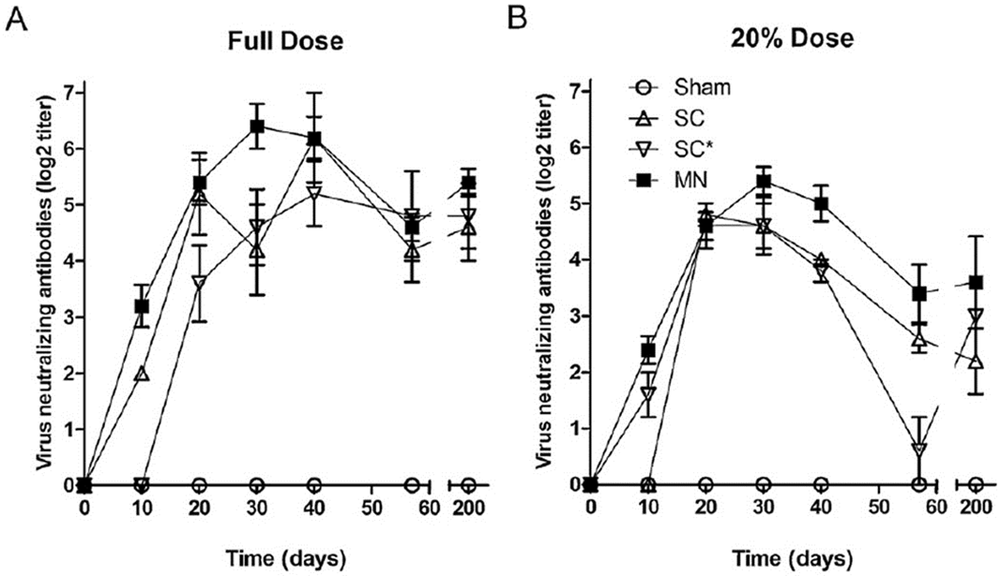 A
Full Dose
Virus neutralizing antibodies (log2 titer)
7
6
5
4
3
2
1
0
0 10 20 30 40 50 60 200
Time (days)
B
20% Dose
Virus neutralizing antibodies (log2 titer)
7
6
5
4
3
2
1
0
0 10 20 30 40 50 60 200
Time (days)
Sham
SC
SC*
MN